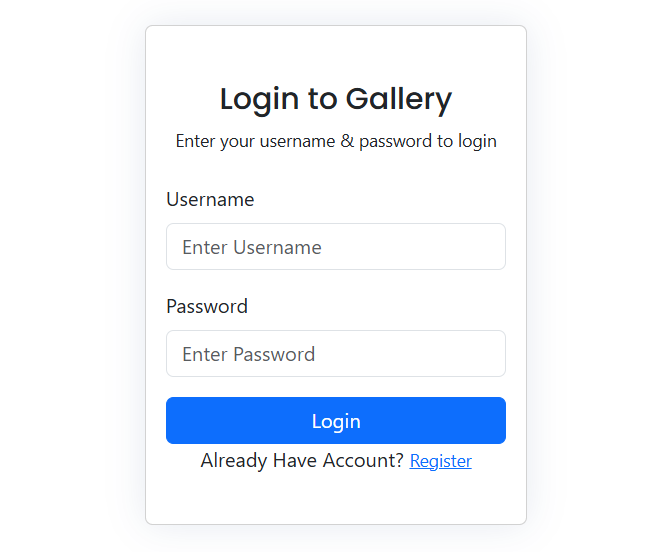 Login to Gallery
Enter your username & password to login
Username
Enter Username
Password
Enter Password
Login
Already Have Account? Register